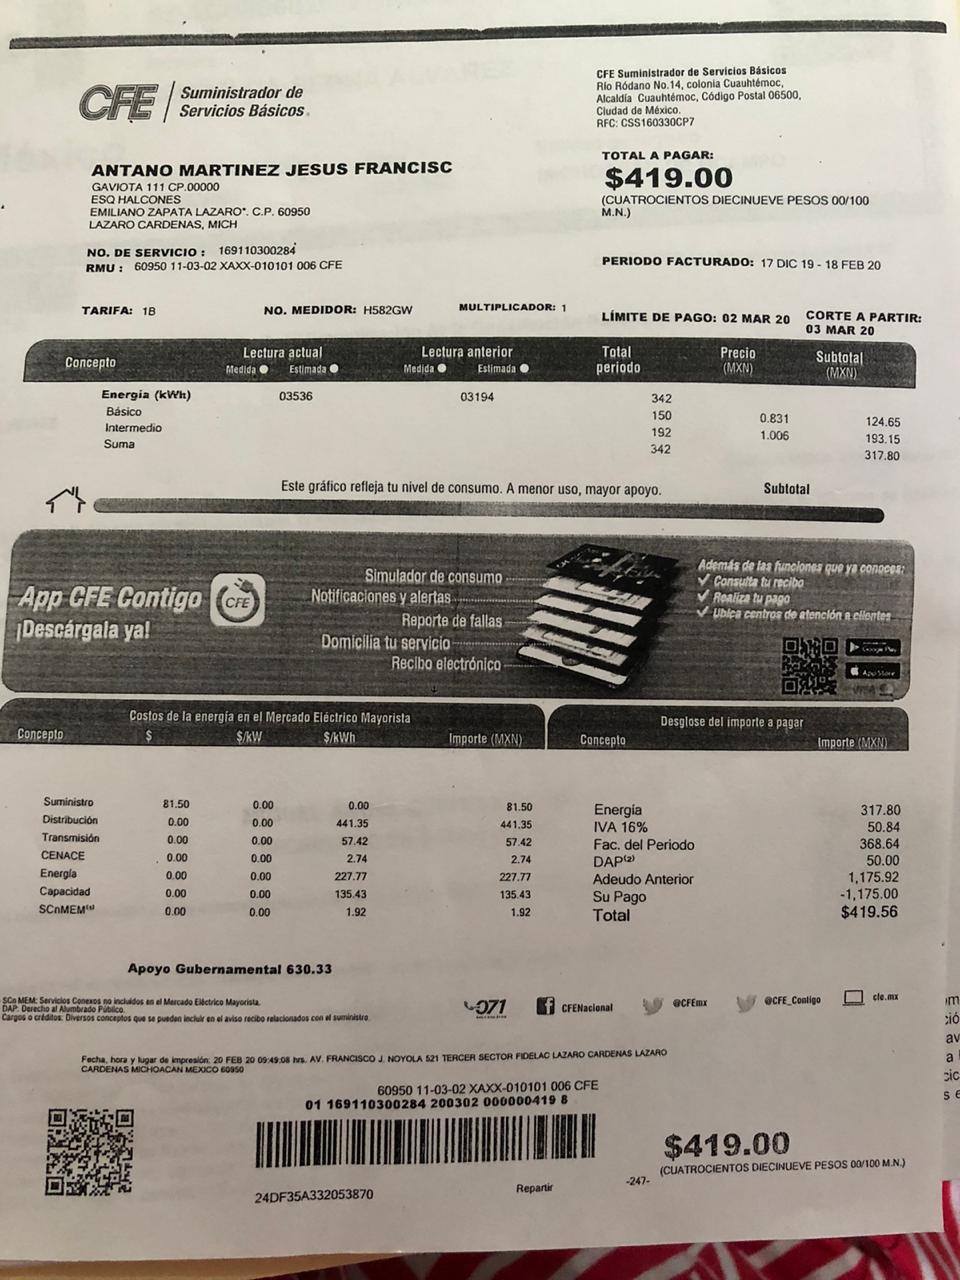 CFE Suministrador de
Servicios Básicos®
CFE Suministrador de Servicios Básicos
Río Ródano No.14, colonia Cuauhtémoc,
Alcaldía Cuauhtémoc, Código Postal 06500,
Ciudad de México.
RFC: CSS160330CP7
ANTANO MARTINEZ JESUS FRANCISC
GAVIOTA 111 CP.00000
ESQ HALCONES
EMILIANO ZAPATA LAZARO*. C.P. 60950
LAZARO CARDENAS, MICH
TOTAL A PAGAR:
$419.00
(CUATROCIENTOS DIECINUEVE PESOS 00/100
M.N.)
NO. DE SERVICIO : 169110300284
RMU : 60950 11-03-02 XAXX-010101 006 CFE
PERIODO FACTURADO: 17 DIC 19 - 18 FEB 20
TARIFA: 1B NO. MEDIDOR: H582GW MULTIPLICADOR: 1
LÍMITE DE PAGO: 02 MAR 20 CORTE A PARTIR:
03 MAR 20
Concepto Lectura actual Lectura anterior Total periodo Precio (MXN) Subtotal (MXN)
Medida Estimada Medida Estimada
Energía (kWh) 03536 03194 342
Básico 150 0.831 124.65
Intermedio 192 1.006 193.15
Suma 342 317.80
Este gráfico refleja tu nivel de consumo. A menor uso, mayor apoyo. Subtotal
App CFE Contigo
¡Descárgala ya!
CFE
Simulador de consumo
Notificaciones y alertas
Reporte de fallas
Domicilia tu servicio
Recibo electrónico
Además de las funciones que ya conoces:
Consulta tu recibo
Realiza tu pago
Ubica centros de atención a clientes
Google Play
App Store
Costos de la energía en el Mercado Eléctrico Mayorista
Concepto $ $/kW $/kWh Importe (MXN)
Suministro 81.50 0.00 0.00 81.50
Distribución 0.00 0.00 441.35 441.35
Transmisión 0.00 0.00 57.42 57.42
CENACE 0.00 0.00 2.74 2.74
Energía 0.00 0.00 227.77 227.77
Capacidad 0.00 0.00 135.43 135.43
SCnMEM 0.00 0.00 1.92 1.92
Desglose del importe a pagar
Concepto Importe (MXN)
Energía 317.80
IVA 16% 50.84
Fac. del Periodo 368.64
DAP(2) 50.00
Adeudo Anterior 1,175.92
Su Pago -1,175.00
Total $419.56
Apoyo Gubernamental 630.33
SCn MEM: Servicios Conexos no incluidos en el Mercado Eléctrico Mayorista.
DAP: Derecho al Alumbrado Público.
Cargos o créditos: Diversos conceptos que se pueden incluir en el aviso recibo relacionados con el suministro.
071 CFENacional @CFEmx @CFE_Contigo cfe.mx
Fecha, hora y lugar de impresión: 20 FEB 20 09:49:08 hrs. AV. FRANCISCO J. NOYOLA 521 TERCER SECTOR FIDELAC LAZARO CARDENAS LAZARO
CARDENAS MICHOACAN MEXICO 60950
60950 11-03-02 XAXX-010101 006 CFE
01 169110300284 200302 000000419 8
24DF35A332053870
Repartir
-247-
$419.00
(CUATROCIENTOS DIECINUEVE PESOS 00/100 M.N.)